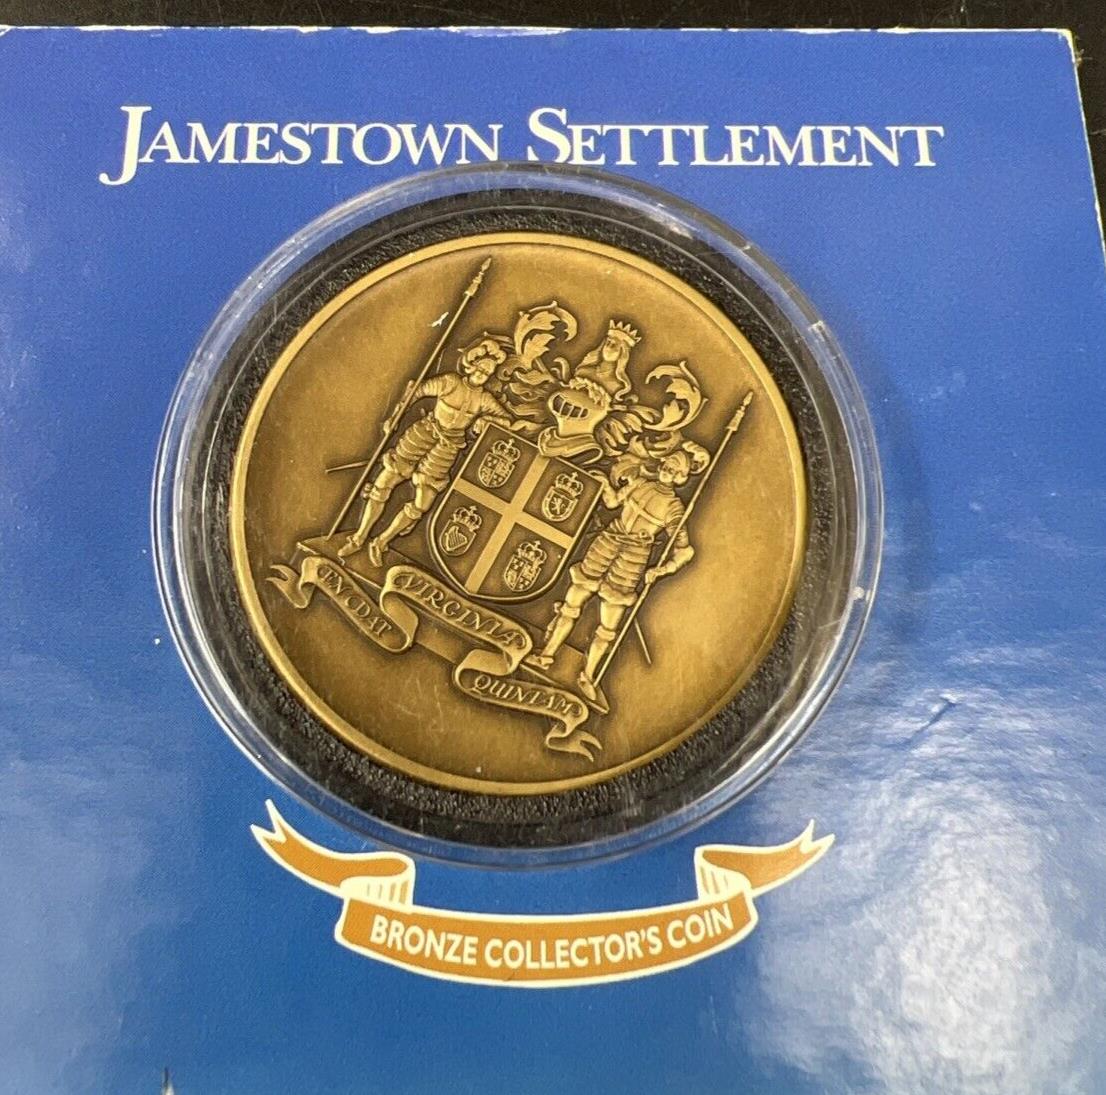 JAMESTOWN SETTLEMENT
EN DAT
VIRGINIA
QUINTAM
BRONZE COLLECTOR'S COIN